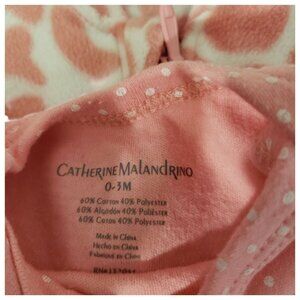 CATHERINE MALANDRINO
0-3M
60% Cotton 40% Polyester
60% Algodón 40% Poliéster
60% Coton 40% Polyester
Made in China
Hecho en China
Fabriqué en China